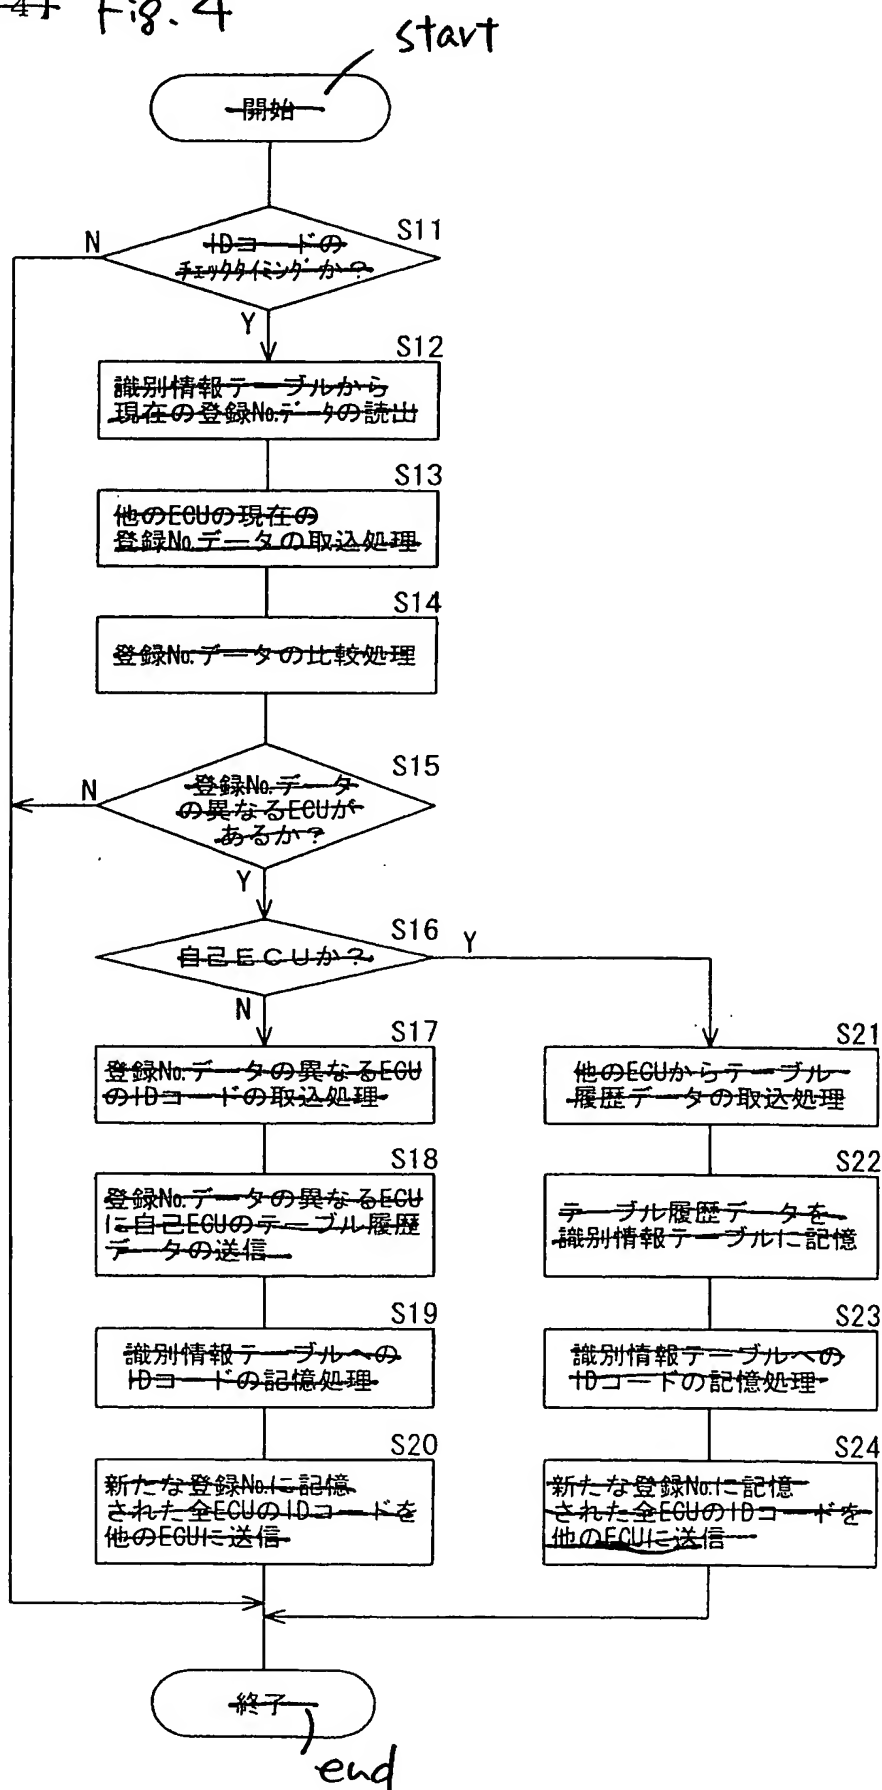 Fig. 4
start
開始
S11
N
IDコードの
チェックタイミングか?
Y
S12
識別情報テーブルから
現在の登録No.データの読出
S13
他のECUの現在の
登録No.データの取込処理
S14
登録No.データの比較処理
S15
N
登録No.データ
の異なるECUが
あるか?
Y
S16
自己ECUか?
Y
N
S17
登録No.データの異なるECU
のIDコードの取込処理
S18
登録No.データの異なるECU
に自己ECUのテーブル履歴
データの送信
S19
識別情報テーブルへの
IDコードの記憶処理
S20
新たな登録No.に記憶
された全ECUのIDコードを
他のECUに送信
S21
他のECUからテーブル
履歴データの取込処理
S22
テーブル履歴データを
識別情報テーブルに記憶
S23
識別情報テーブルへの
IDコードの記憶処理
S24
新たな登録No.に記憶
された全ECUのIDコードを
他のECUに送信
終了
end